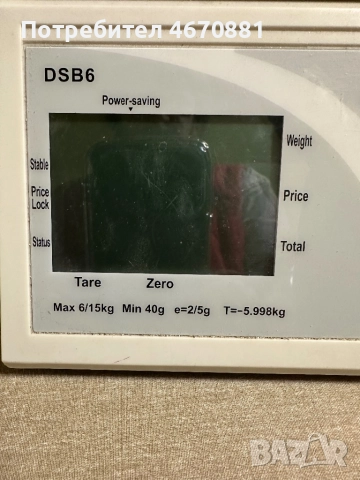 Потребител 4670881
DSB6
Power-saving
Weight
Stable
Price
Lock
Price
Status
Total
Tare Zero
Max 6/15kg Min 40g e=2/5g T=-5.998kg
BAZAR